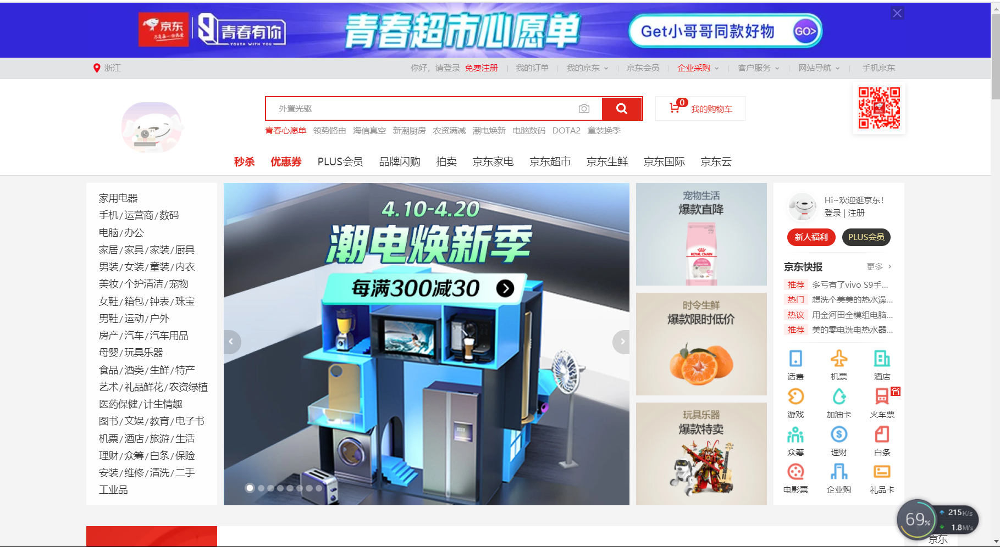 京东
不负每一份热爱
青春有你
YOUTH WITH YOU
青春超市心愿单
Get小哥哥同款好物
GO>
浙江
你好，请登录 免费注册
我的订单
我的京东
京东会员
企业采购
客户服务
网站导航
手机京东
外置光驱
0
我的购物车
青春心愿单 领势路由 海信真空 新潮厨房 农资满减 潮电焕新 电脑数码 DOTA2 童装换季
秒杀 优惠券 PLUS会员 品牌闪购 拍卖 京东家电 京东超市 京东生鲜 京东国际 京东云
家用电器
手机/运营商/数码
电脑/办公
家居/家具/家装/厨具
男装/女装/童装/内衣
美妆/个护清洁/宠物
女鞋/箱包/钟表/珠宝
男鞋/运动/户外
房产/汽车/汽车用品
母婴/玩具乐器
食品/酒类/生鲜/特产
艺术/礼品鲜花/农资绿植
医药保健/计生情趣
图书/文娱/教育/电子书
机票/酒店/旅游/生活
理财/众筹/白条/保险
安装/维修/清洗/二手
工业品
4.10-4.20
潮电焕新季
每满300减30
宠物生活
爆款直降
ROYAL CANIN
时令生鲜
爆款限时低价
玩具乐器
爆款特卖
Hi~欢迎逛京东！
登录 | 注册
新人福利
PLUS会员
京东快报
更多
推荐 多亏有了vivo S9手...
热门 想洗个美美的热水澡...
热议 用金河田全模组电脑...
推荐 美的零电洗电热水器...
话费
机票
酒店
游戏
加油卡
火车票
省
众筹
理财
白条
电影票
企业购
礼品卡
69%
215K/s
1.8M/s
京东